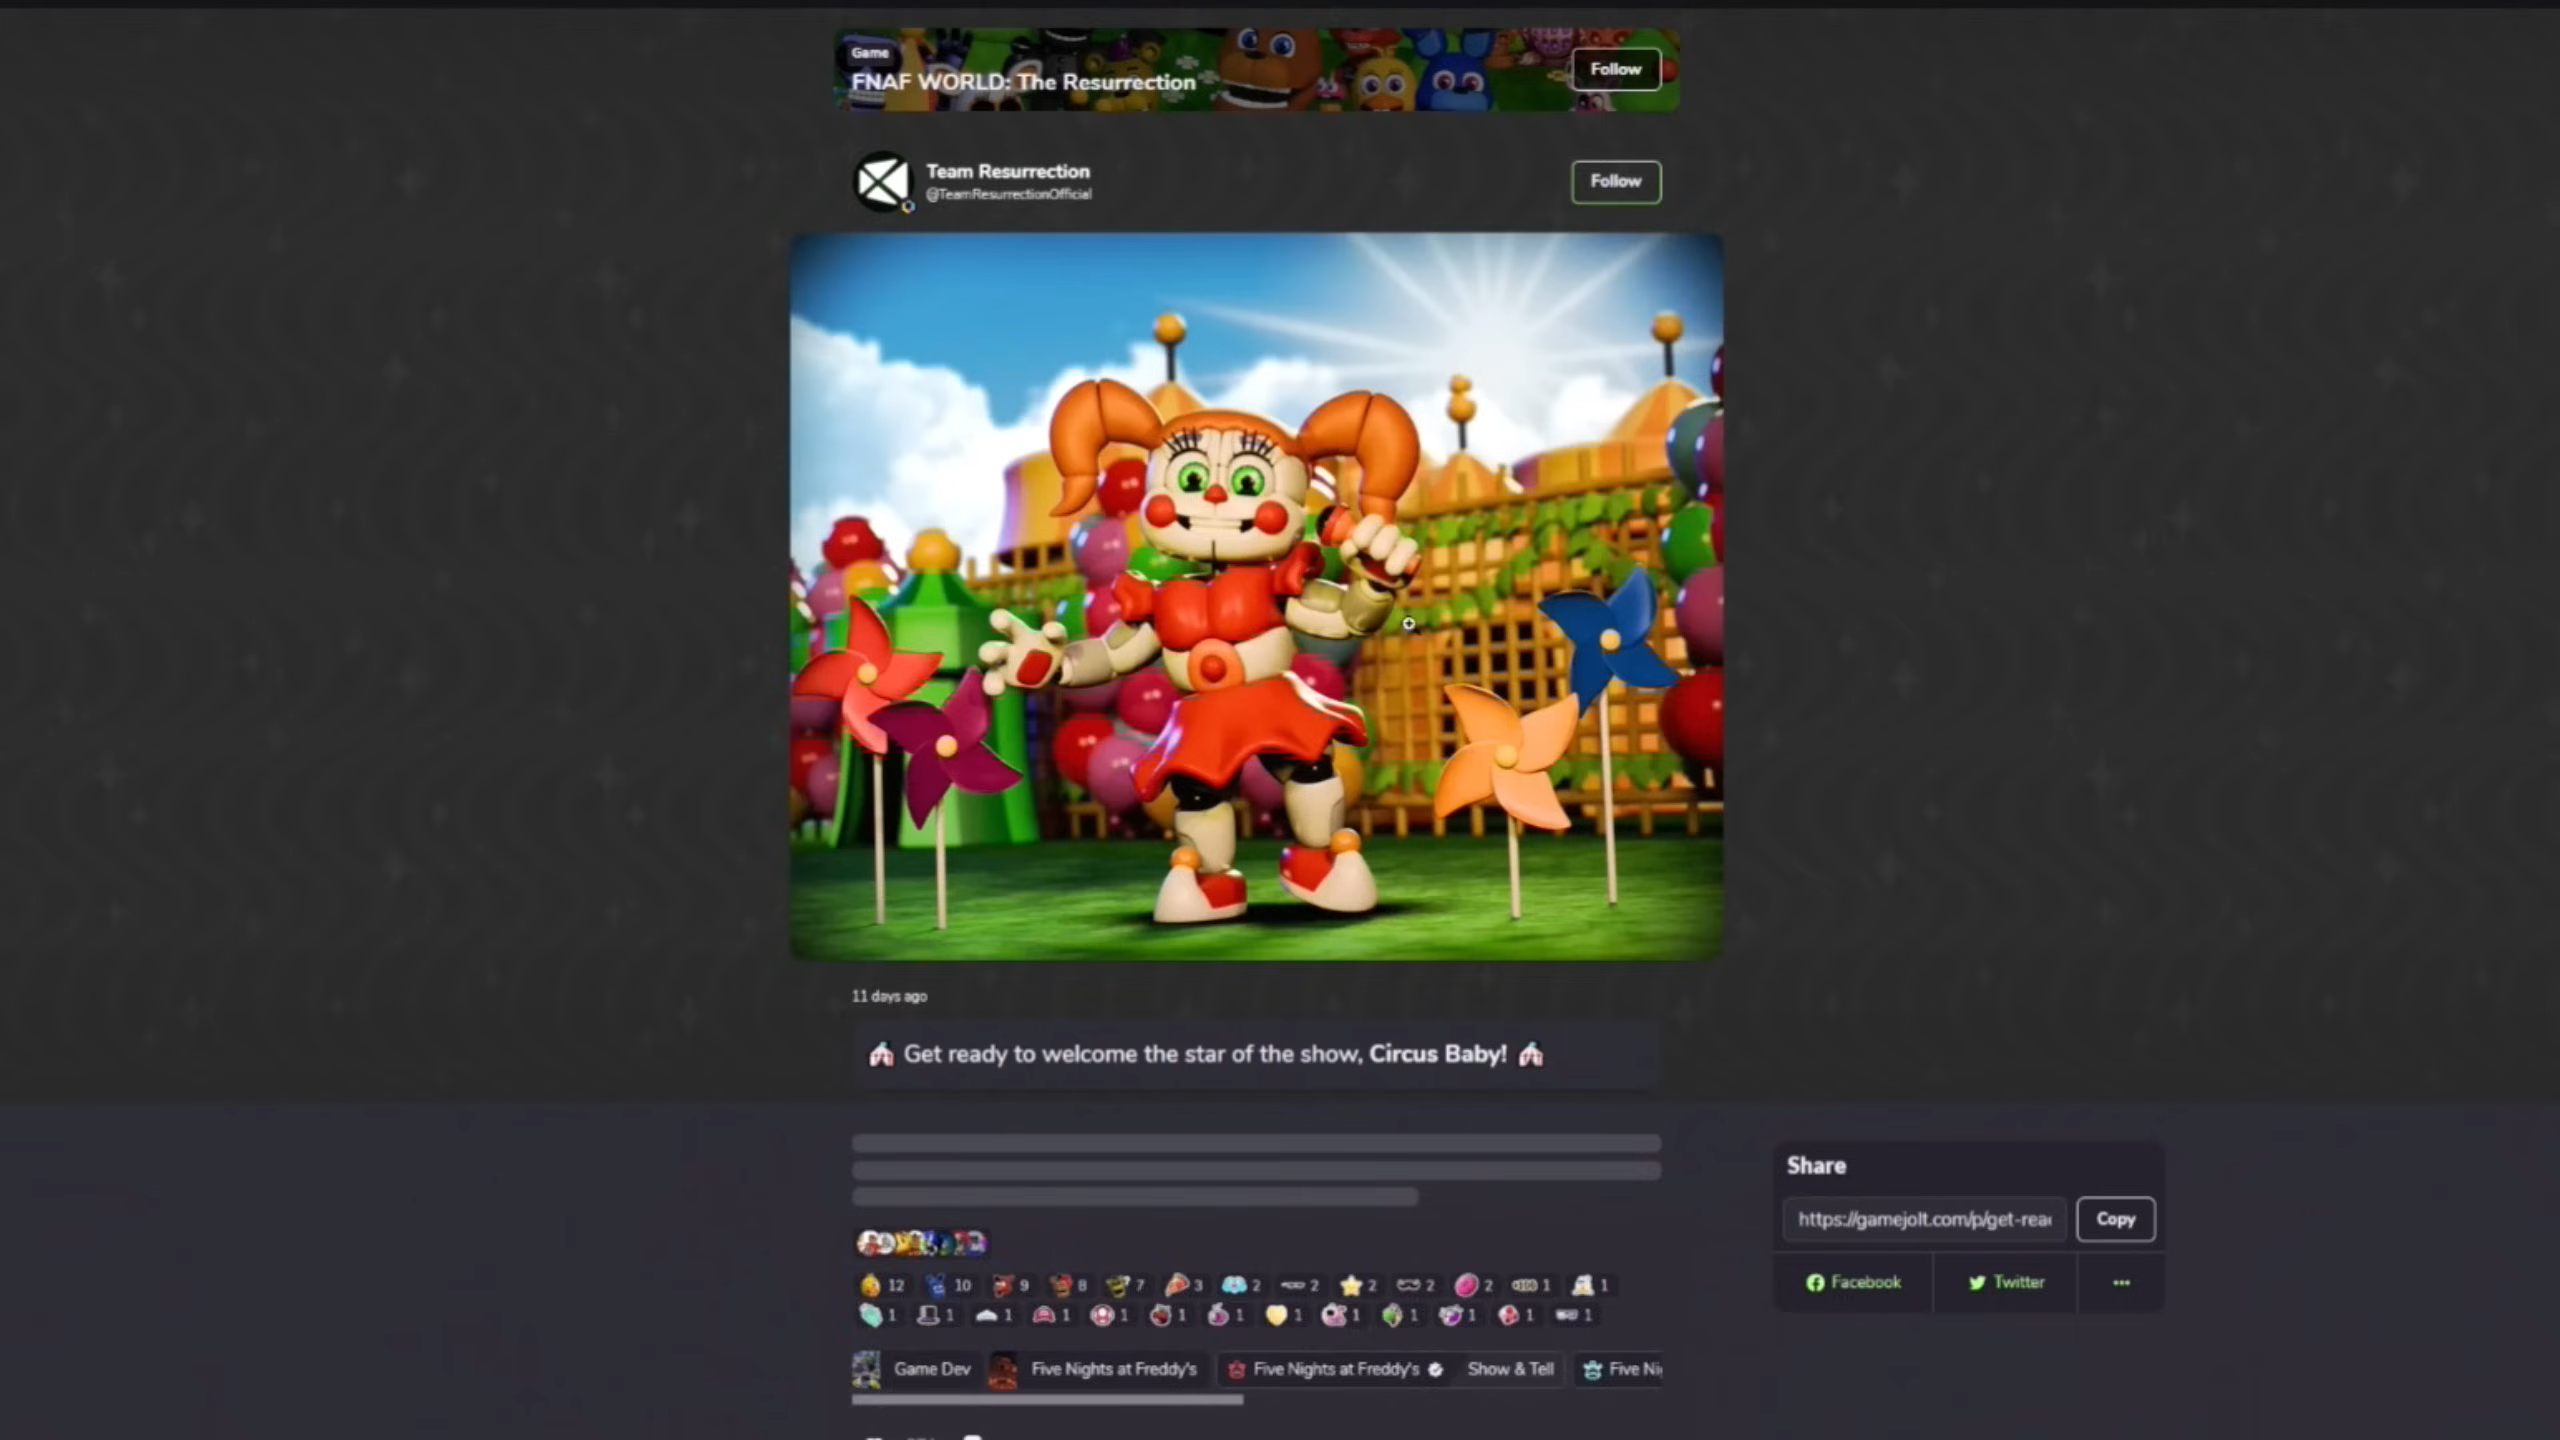 Game
FNAF WORLD: The Resurrection
Follow
Team Resurrection
@TeamResurrectionOfficial
Follow
11 days ago
Get ready to welcome the star of the show, Circus Baby!
Share
https://gamejolt.com/p/get-rea
Copy
Facebook
Twitter
12 10 9 8 7 3 2 2 2 2 2 1 1
1 1 1 1 1 1 1 1 1 1 1 1 1
Game Dev
Five Nights at Freddy's
Five Nights at Freddy's
Show & Tell
Five Ni